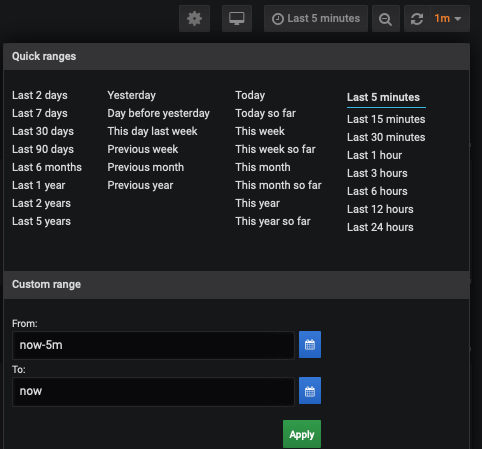 Last 5 minutes
1m
Quick ranges
Last 2 days
Last 7 days
Last 30 days
Last 90 days
Last 6 months
Last 1 year
Last 2 years
Last 5 years
Yesterday
Day before yesterday
This day last week
Previous week
Previous month
Previous year
Today
Today so far
This week
This week so far
This month
This month so far
This year
This year so far
Last 5 minutes
Last 15 minutes
Last 30 minutes
Last 1 hour
Last 3 hours
Last 6 hours
Last 12 hours
Last 24 hours
Custom range
From:
now-5m
To:
now
Apply